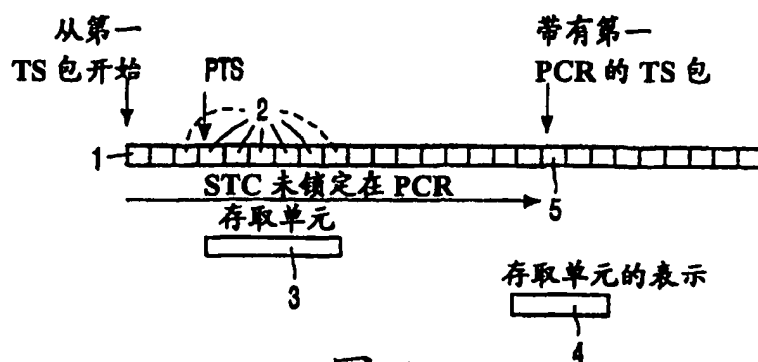 从第一
TS 包开始
PTS
带有第一
PCR 的 TS 包
2
1
STC 未锁定在 PCR
5
存取单元
3
存取单元的表示
4